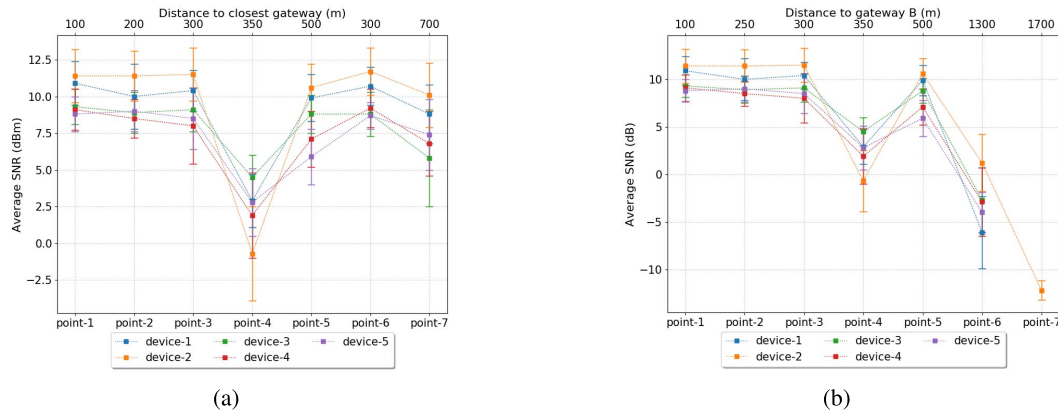 Distance to closest gateway (m)
100 200 300 350 500 300 700
Average SNR (dBm)
12.5
10.0
7.5
5.0
2.5
0.0
−2.5
point-1 point-2 point-3 point-4 point-5 point-6 point-7
device-1 device-3 device-5
device-2 device-4
(a)
Distance to gateway B (m)
100 250 300 350 500 1300 1700
Average SNR (dB)
10
5
0
−5
−10
point-1 point-2 point-3 point-4 point-5 point-6 point-7
device-1 device-3 device-5
device-2 device-4
(b)